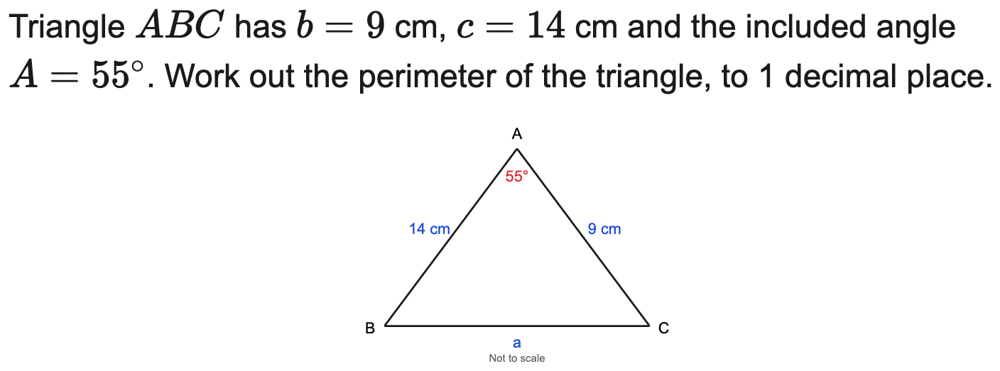 Triangle ABC has b = 9 cm, c = 14 cm and the included angle
A = 55°. Work out the perimeter of the triangle, to 1 decimal place.
A
55°
14 cm
9 cm
B
C
a
Not to scale